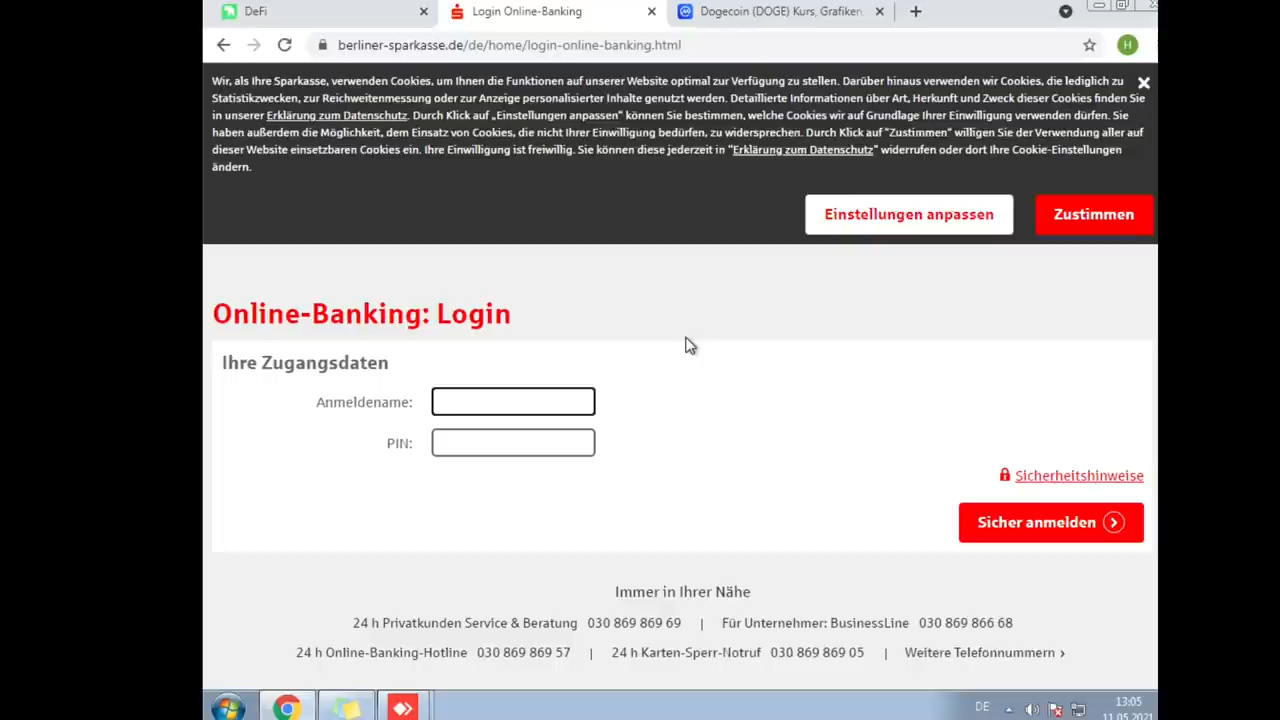 DeFi
Login Online-Banking
Dogecoin (DOGE) Kurs, Grafiken
berliner-sparkasse.de/de/home/login-online-banking.html
H
Wir, als Ihre Sparkasse, verwenden Cookies, um Ihnen die Funktionen auf unserer Website optimal zur Verfügung zu stellen. Darüber hinaus verwenden wir Cookies, die lediglich zu
Statistikzwecken, zur Reichweitenmessung oder zur Anzeige personalisierter Inhalte genutzt werden. Detaillierte Informationen über Art, Herkunft und Zweck dieser Cookies finden Sie
in unserer Erklärung zum Datenschutz. Durch Klick auf „Einstellungen anpassen" können Sie bestimmen, welche Cookies wir auf Grundlage Ihrer Einwilligung verwenden dürfen. Sie
haben außerdem die Möglichkeit, dem Einsatz von Cookies, die nicht Ihrer Einwilligung bedürfen, zu widersprechen. Durch Klick auf "Zustimmen" willigen Sie der Verwendung aller auf
dieser Website einsetzbaren Cookies ein. Ihre Einwilligung ist freiwillig. Sie können diese jederzeit in "Erklärung zum Datenschutz" widerrufen oder dort Ihre Cookie-Einstellungen
ändern.
Einstellungen anpassen
Zustimmen
Online-Banking: Login
Ihre Zugangsdaten
Anmeldename:
PIN:
Sicherheitshinweise
Sicher anmelden
Immer in Ihrer Nähe
24 h Privatkunden Service & Beratung 030 869 869 69 | Für Unternehmer: BusinessLine 030 869 866 68
24 h Online-Banking-Hotline 030 869 869 57 | 24 h Karten-Sperr-Notruf 030 869 869 05 | Weitere Telefonnummern ›
DE
13:05
11.05.2021